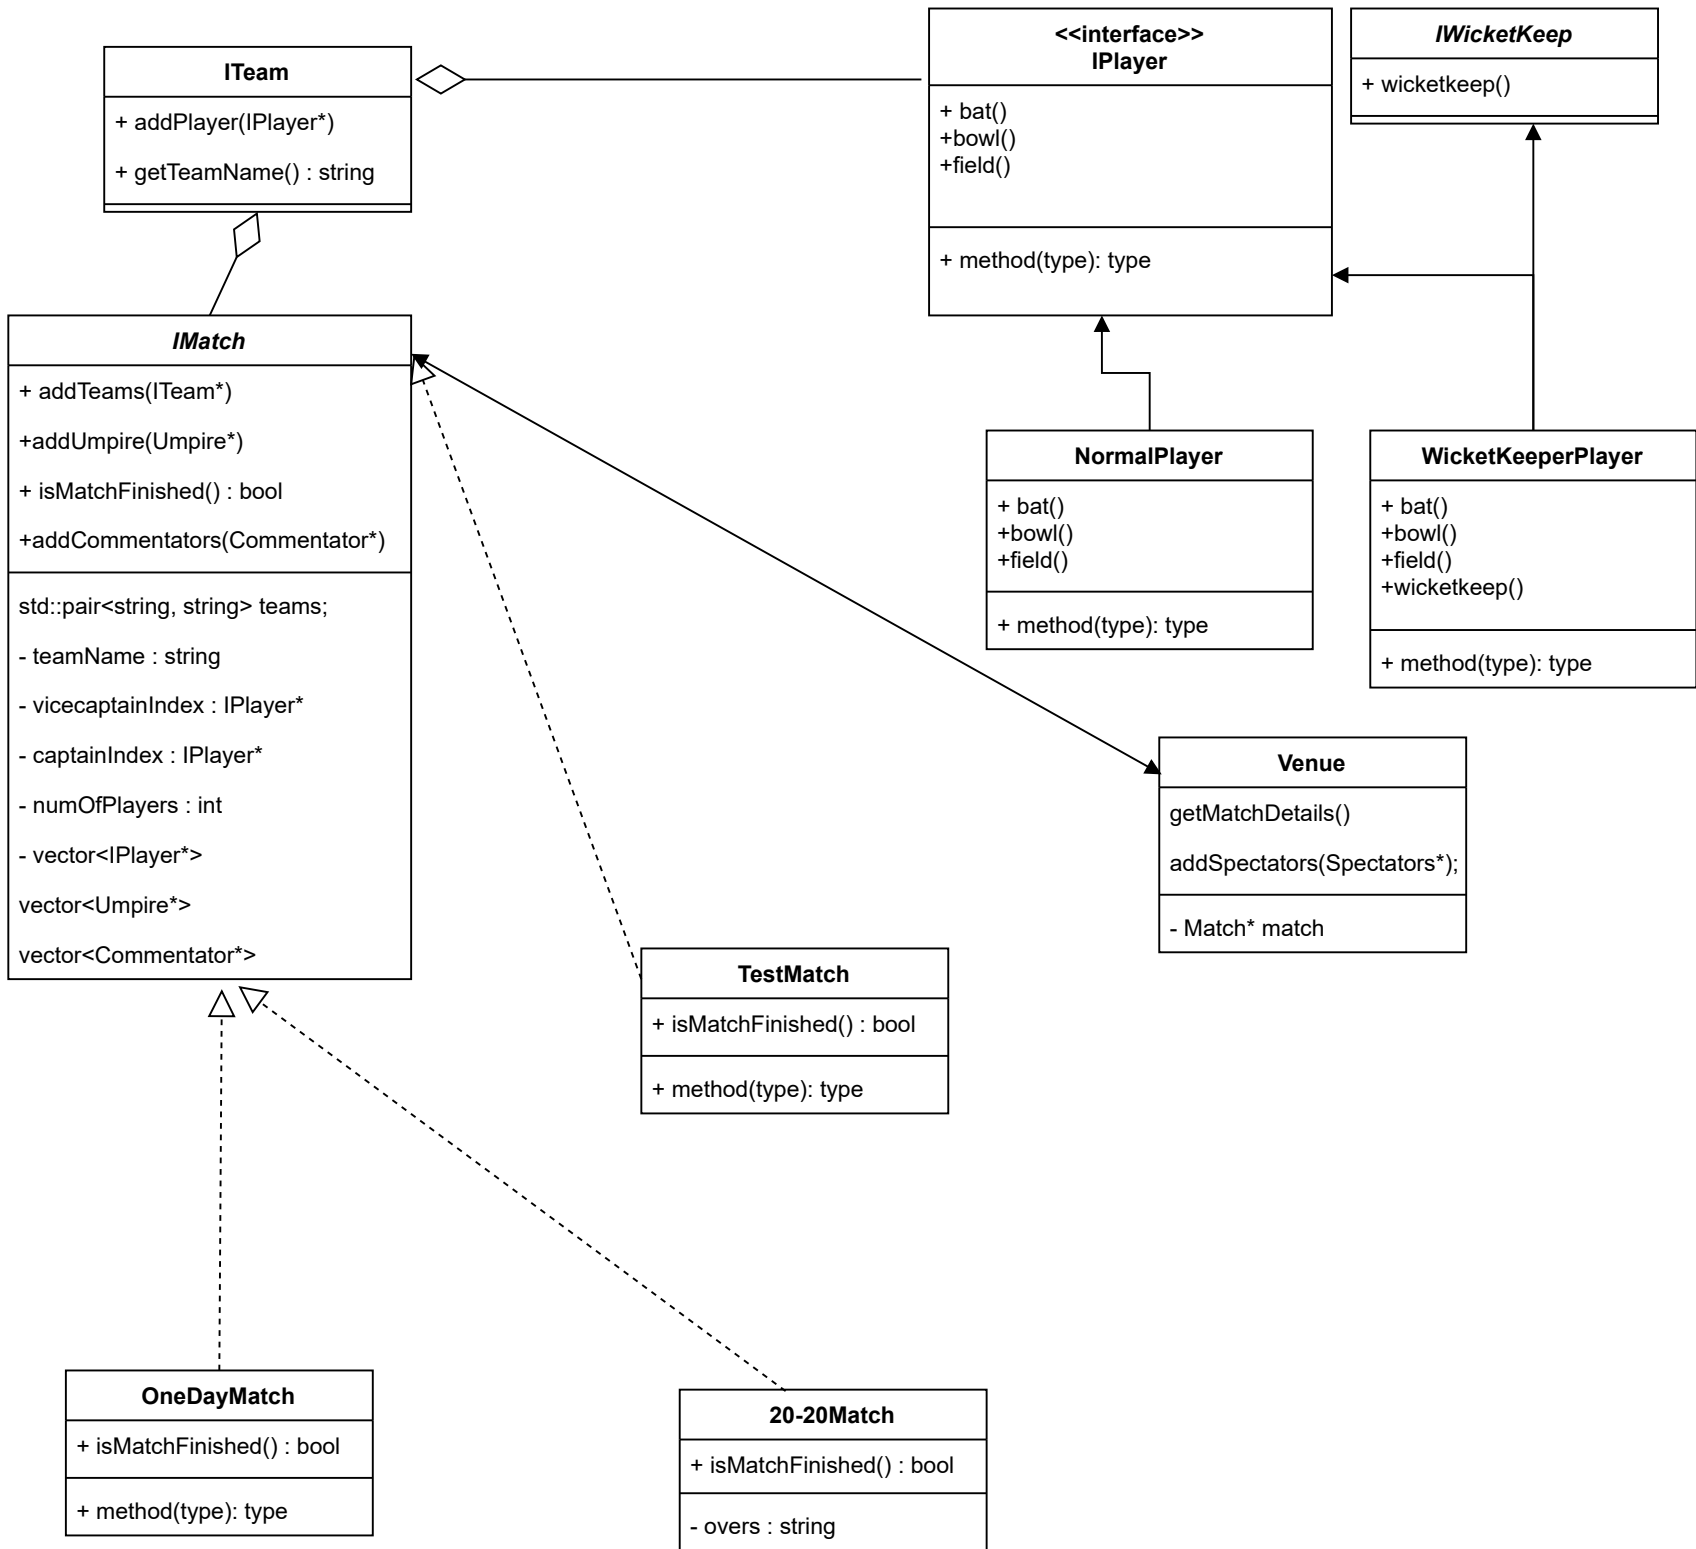 ITeam
+ addPlayer(IPlayer*)
+ getTeamName() : string
<<interface>>
IPlayer
+ bat()
+bowl()
+field()
+ method(type): type
IWicketKeep
+ wicketkeep()
IMatch
+ addTeams(ITeam*)
+addUmpire(Umpire*)
+ isMatchFinished() : bool
+addCommentators(Commentator*)
std::pair<string, string> teams;
- teamName : string
- vicecaptainIndex : IPlayer*
- captainIndex : IPlayer*
- numOfPlayers : int
- vector<IPlayer*>
vector<Umpire*>
vector<Commentator*>
NormalPlayer
+ bat()
+bowl()
+field()
+ method(type): type
WicketKeeperPlayer
+ bat()
+bowl()
+field()
+wicketkeep()
+ method(type): type
Venue
getMatchDetails()
addSpectators(Spectators*);
- Match* match
TestMatch
+ isMatchFinished() : bool
+ method(type): type
OneDayMatch
+ isMatchFinished() : bool
+ method(type): type
20-20Match
+ isMatchFinished() : bool
- overs : string